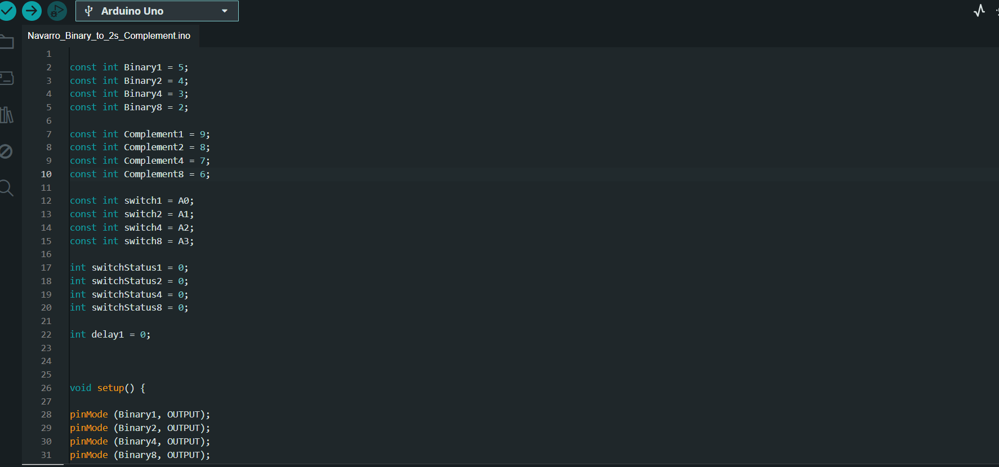 Arduino Uno
Navarro_Binary_to_2s_Complement.ino
1
2 const int Binary1 = 5;
3 const int Binary2 = 4;
4 const int Binary4 = 3;
5 const int Binary8 = 2;
6
7 const int Complement1 = 9;
8 const int Complement2 = 8;
9 const int Complement4 = 7;
10 const int Complement8 = 6;
11
12 const int switch1 = A0;
13 const int switch2 = A1;
14 const int switch4 = A2;
15 const int switch8 = A3;
16
17 int switchStatus1 = 0;
18 int switchStatus2 = 0;
19 int switchStatus4 = 0;
20 int switchStatus8 = 0;
21
22 int delay1 = 0;
23
24
25
26 void setup() {
27
28 pinMode (Binary1, OUTPUT);
29 pinMode (Binary2, OUTPUT);
30 pinMode (Binary4, OUTPUT);
31 pinMode (Binary8, OUTPUT);